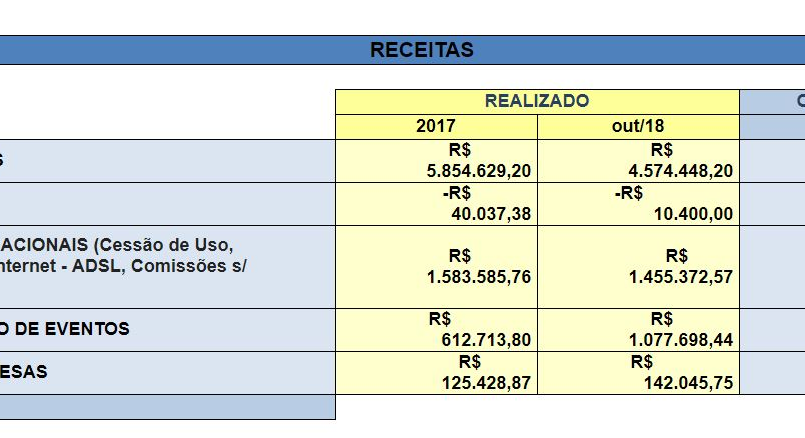 RECEITAS
REALIZADO
2017 out/18
R$ R$
5.854.629,20 4.574.448,20
-R$ -R$
40.037,38 10.400,00
ACIONAIS (Cessão de Uso,
nternet - ADSL, Comissões s/
R$ R$
1.583.585,76 1.455.372,57
O DE EVENTOS
R$ R$
612.713,80 1.077.698,44
ESAS
R$ R$
125.428,87 142.045,75